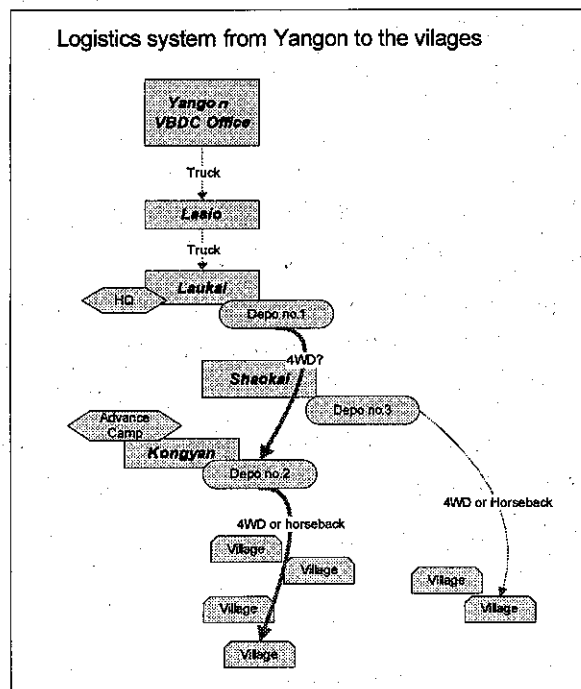 Logistics system from Yangon to the vilages
Yangon
VBDC Office
Truck
Lasio
Truck
Laukai
HQ
Depo no.1
4WD?
Shaokai
Depo no.3
Advance
Camp
Kongyan
Depo no.2
4WD or horseback
4WD or Horseback
Village
Village
Village
Village
Village
Village